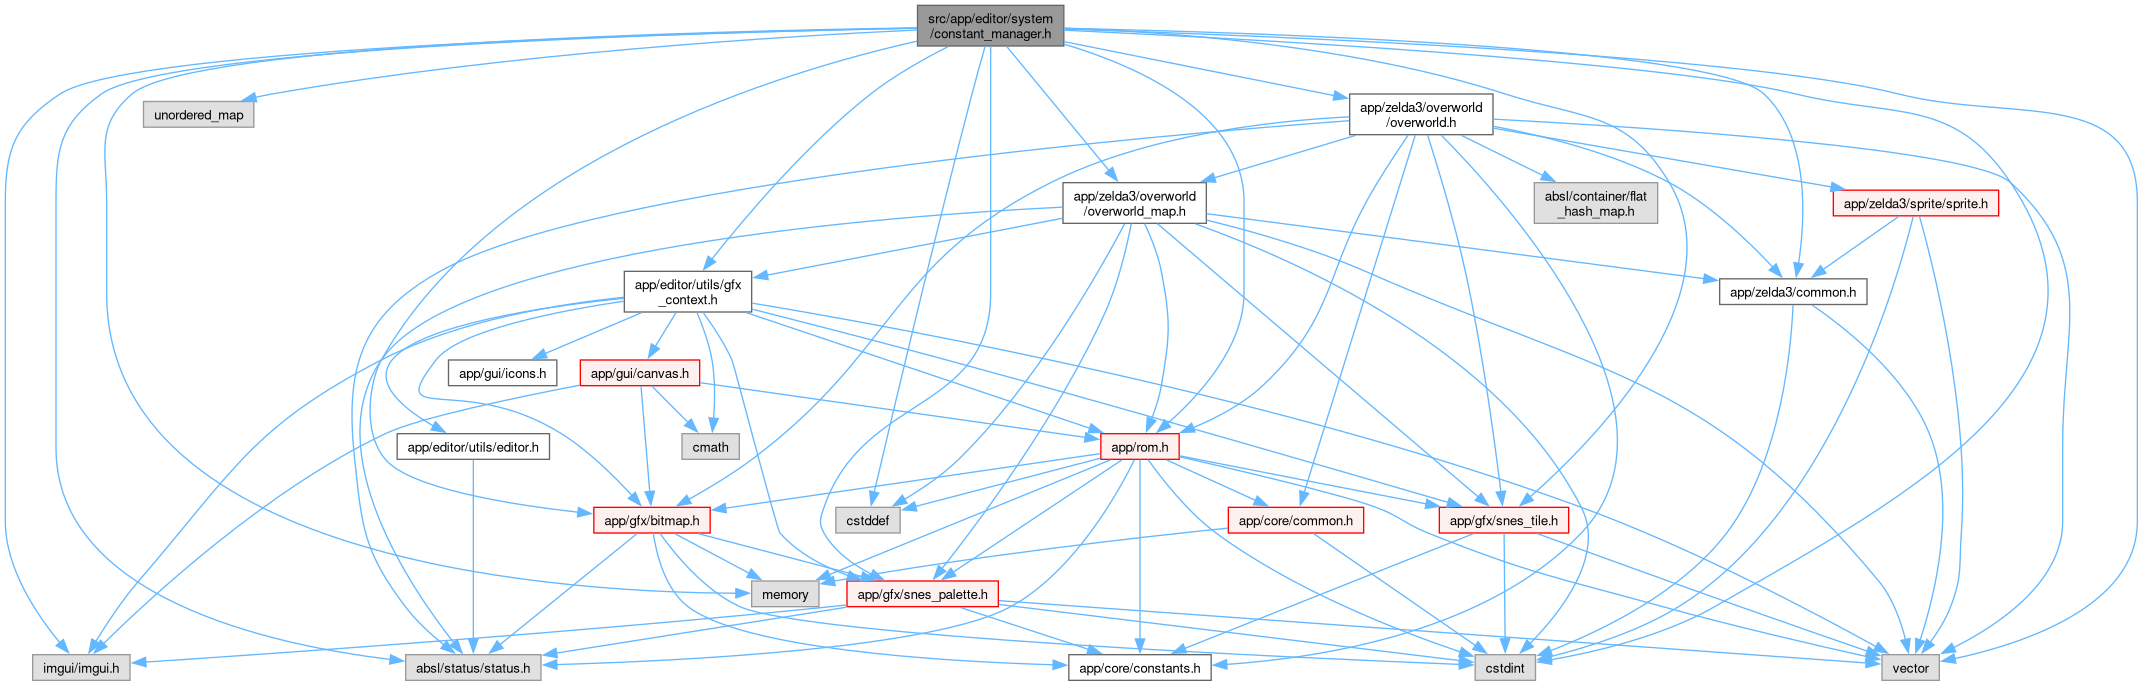 src/app/editor/system
/constant_manager.h
unordered_map
app/zelda3/overworld
/overworld.h
app/zelda3/overworld
/overworld_map.h
absl/container/flat
_hash_map.h
app/zelda3/sprite/sprite.h
app/editor/utils/gfx
_context.h
app/zelda3/common.h
app/gui/icons.h
app/gui/canvas.h
app/editor/utils/editor.h
cmath
app/rom.h
app/gfx/bitmap.h
cstddef
app/core/common.h
app/gfx/snes_tile.h
memory
app/gfx/snes_palette.h
imgui/imgui.h
absl/status/status.h
app/core/constants.h
cstdint
vector